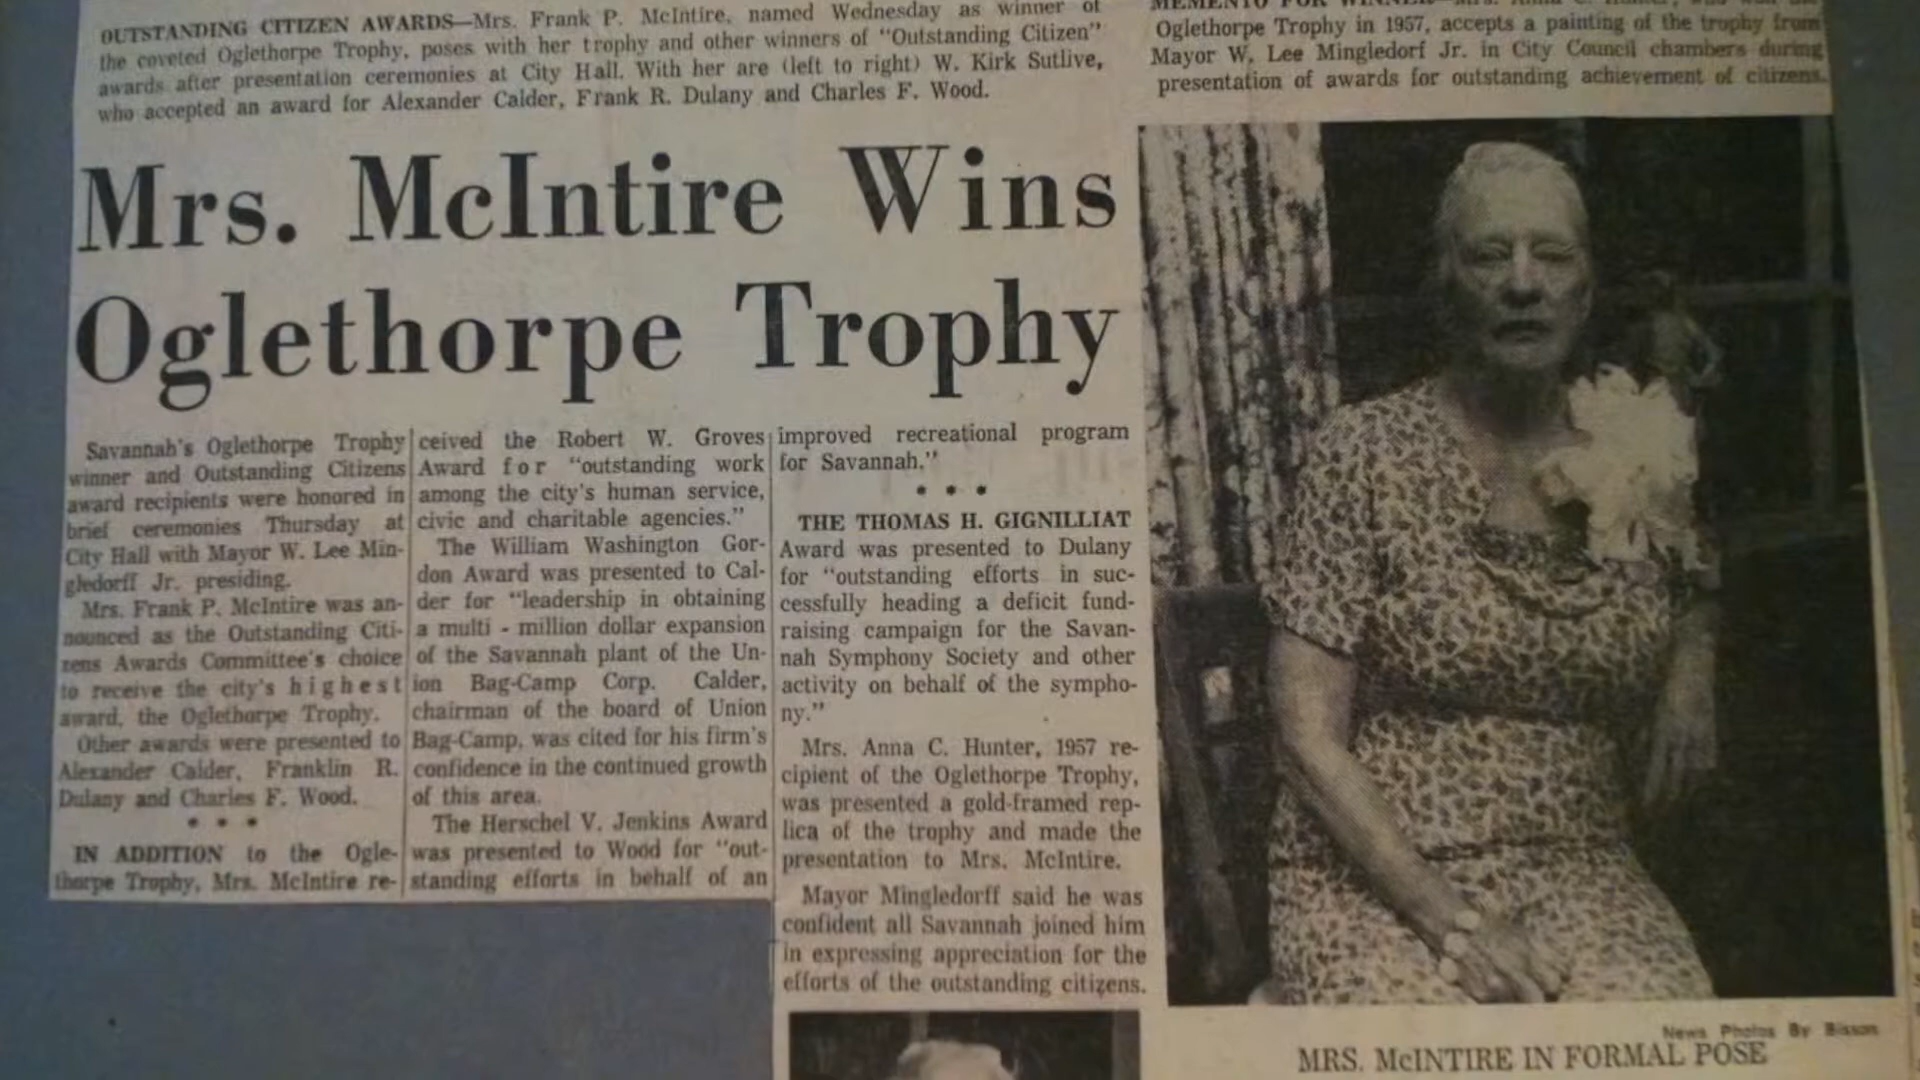 OUTSTANDING CITIZEN AWARDS—Mrs. Frank P. McIntire, named Wednesday as winner of
the coveted Oglethorpe Trophy, poses with her trophy and other winners of "Outstanding Citizen"
awards after presentation ceremonies at City Hall. With her are (left to right) W. Kirk Sutlive,
who accepted an award for Alexander Calder, Frank R. Dulany and Charles F. Wood.
Oglethorpe Trophy in 1957, accepts a painting of the trophy from
Mayor W. Lee Mingledorf Jr. in City Council chambers during
presentation of awards for outstanding achievement of citizens.
Mrs. McIntire Wins
Oglethorpe Trophy
Savannah's Oglethorpe Trophy
winner and Outstanding Citizens
award recipients were honored in
brief ceremonies Thursday at
City Hall with Mayor W. Lee Min-
gledorff Jr. presiding.
Mrs. Frank P. McIntire was an-
nounced as the Outstanding Citi-
zens Awards Committee's choice
to receive the city's highest
award, the Oglethorpe Trophy.
Other awards were presented to
Alexander Calder, Franklin R.
Dulany and Charles F. Wood.
• • •
IN ADDITION to the Ogle-
thorpe Trophy, Mrs. McIntire re-
ceived the Robert W. Groves
Award for "outstanding work
among the city's human service,
civic and charitable agencies."
The William Washington Gor-
don Award was presented to Cal-
der for "leadership in obtaining
a multi - million dollar expansion
of the Savannah plant of the Un-
ion Bag-Camp Corp. Calder,
chairman of the board of Union
Bag-Camp, was cited for his firm's
confidence in the continued growth
of this area.
The Herschel V. Jenkins Award
was presented to Wood for "out-
standing efforts in behalf of an
improved recreational program
for Savannah."
• • •
THE THOMAS H. GIGNILLIAT
Award was presented to Dulany
for "outstanding efforts in suc-
cessfully heading a deficit fund-
raising campaign for the Savan-
nah Symphony Society and other
activity on behalf of the sympho-
ny."
Mrs. Anna C. Hunter, 1957 re-
cipient of the Oglethorpe Trophy,
was presented a gold-framed rep-
lica of the trophy and made the
presentation to Mrs. McIntire.
Mayor Mingledorff said he was
confident all Savannah joined him
in expressing appreciation for the
efforts of the outstanding citizens.
News Photos By Bisson
MRS. McINTIRE IN FORMAL POSE